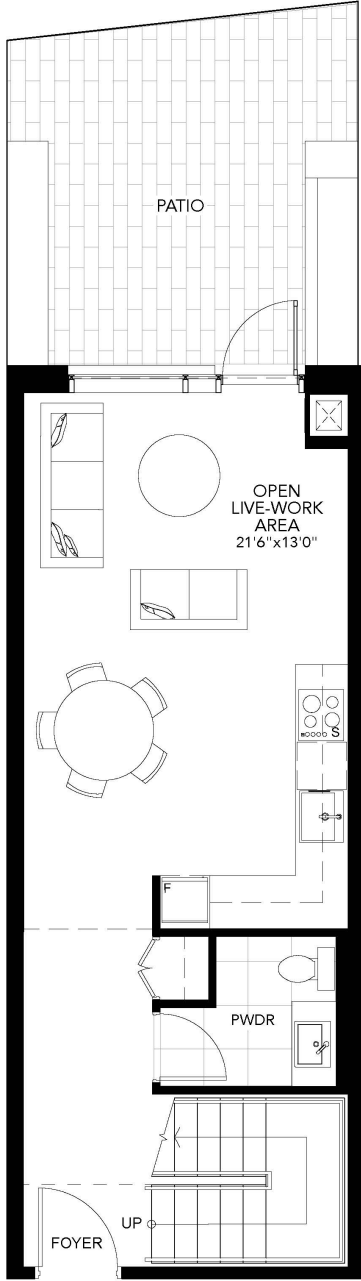 PATIO
OPEN
LIVE-WORK
AREA
21'6"x13'0"
S
F
PWDR
UP
FOYER